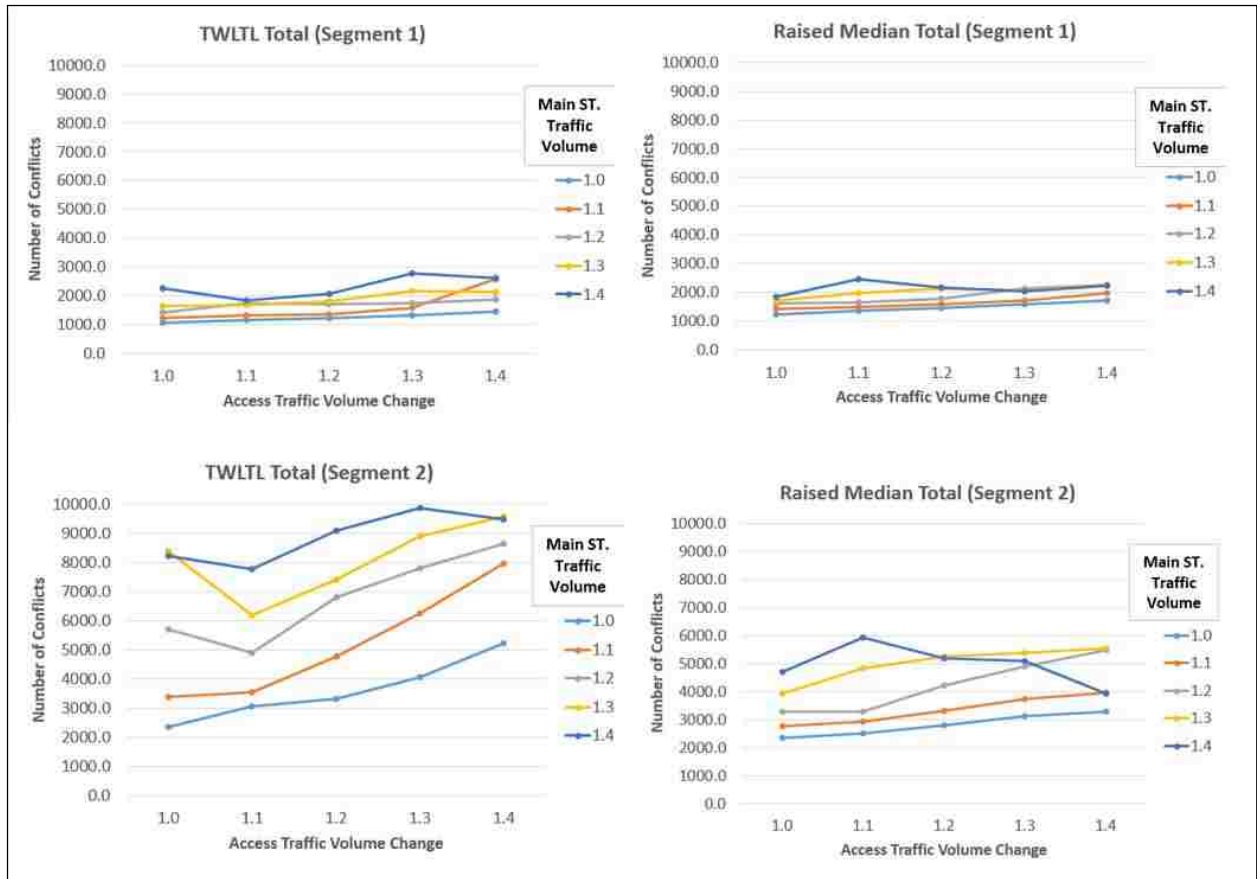 TWLTL Total (Segment 1)
10000.0
9000.0
8000.0
7000.0
6000.0
5000.0
4000.0
3000.0
2000.0
1000.0
0.0
Number of Conflicts
1.0 1.1 1.2 1.3 1.4
Access Traffic Volume Change
Main ST.
Traffic
Volume
1.0
1.1
1.2
1.3
1.4
Raised Median Total (Segment 1)
10000.0
9000.0
8000.0
7000.0
6000.0
5000.0
4000.0
3000.0
2000.0
1000.0
0.0
Number of Conflicts
1.0 1.1 1.2 1.3 1.4
Access Traffic Volume Change
Main ST.
Traffic
Volume
1.0
1.1
1.2
1.3
1.4
TWLTL Total (Segment 2)
10000.0
9000.0
8000.0
7000.0
6000.0
5000.0
4000.0
3000.0
2000.0
1000.0
0.0
Number of Conflicts
1.0 1.1 1.2 1.3 1.4
Access Traffic Volume Change
Main ST.
Traffic
Volume
1.0
1.1
1.2
1.3
1.4
Raised Median Total (Segment 2)
10000.0
9000.0
8000.0
7000.0
6000.0
5000.0
4000.0
3000.0
2000.0
1000.0
0.0
Number of Conflicts
1.0 1.1 1.2 1.3 1.4
Access Traffic Volume Change
Main ST.
Traffic
Volume
1.0
1.1
1.2
1.3
1.4